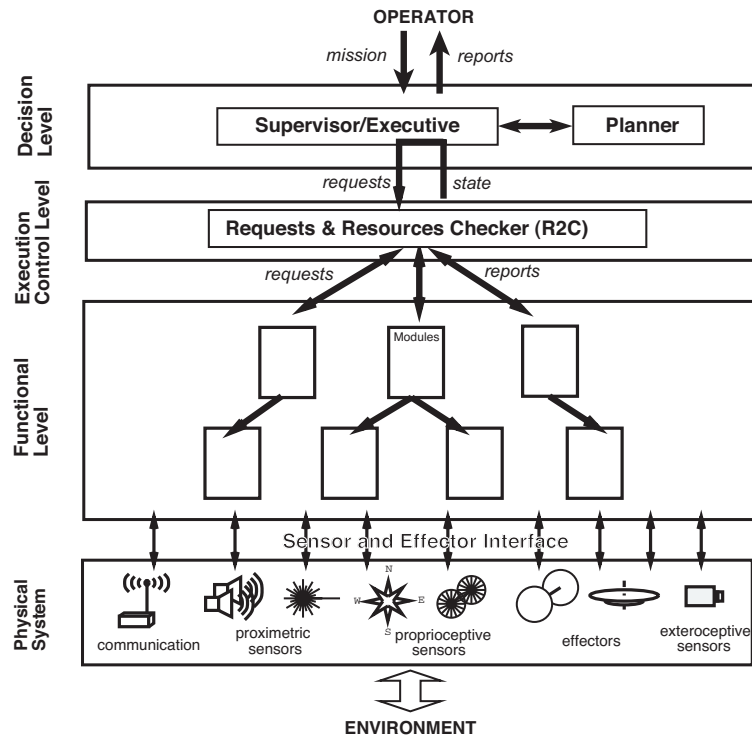 OPERATOR
mission
reports
Decision
Level
Supervisor/Executive
Planner
requests
state
Execution
Control Level
Requests & Resources Checker (R2C)
requests
reports
Functional
Level
Modules
Sensor and Effector Interface
Physical
System
N
W
E
S
communication
proximetric
sensors
proprioceptive
sensors
effectors
exteroceptive
sensors
ENVIRONMENT